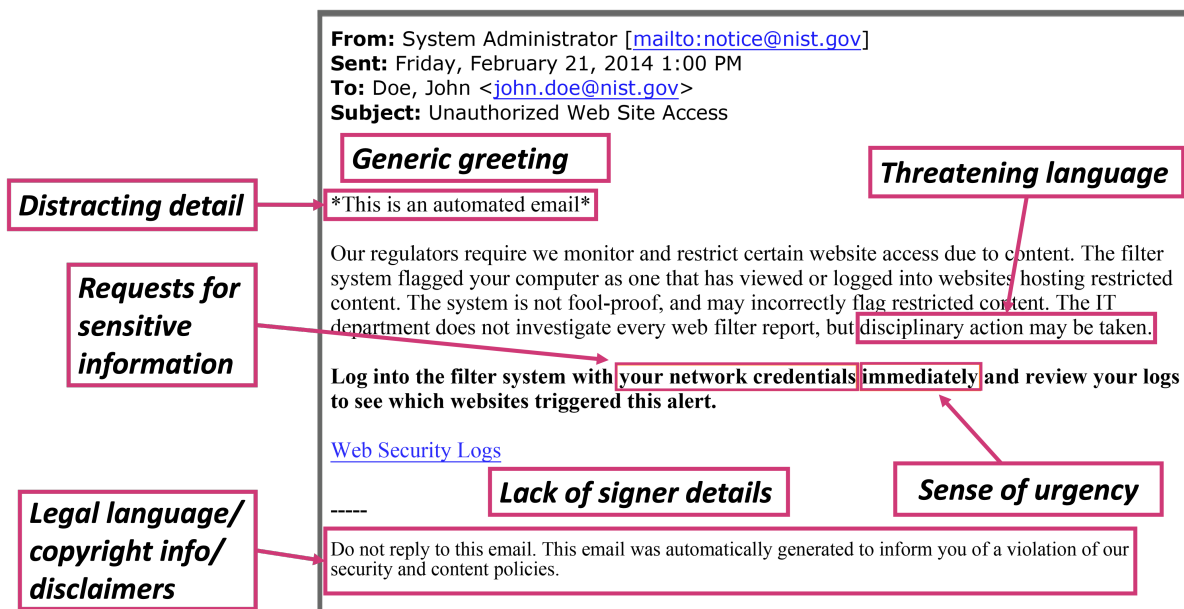 From: System Administrator [mailto:notice@nist.gov]
Sent: Friday, February 21, 2014 1:00 PM
To: Doe, John <john.doe@nist.gov>
Subject: Unauthorized Web Site Access
Generic greeting
Threatening language
Distracting detail
*This is an automated email*
Our regulators require we monitor and restrict certain website access due to content. The filter
system flagged your computer as one that has viewed or logged into websites hosting restricted
content. The system is not fool-proof, and may incorrectly flag restricted content. The IT
department does not investigate every web filter report, but disciplinary action may be taken.
Requests for
sensitive
information
Log into the filter system with your network credentials immediately and review your logs
to see which websites triggered this alert.
Web Security Logs
Lack of signer details
Sense of urgency
-----
Legal language/
copyright info/
disclaimers
Do not reply to this email. This email was automatically generated to inform you of a violation of our
security and content policies.